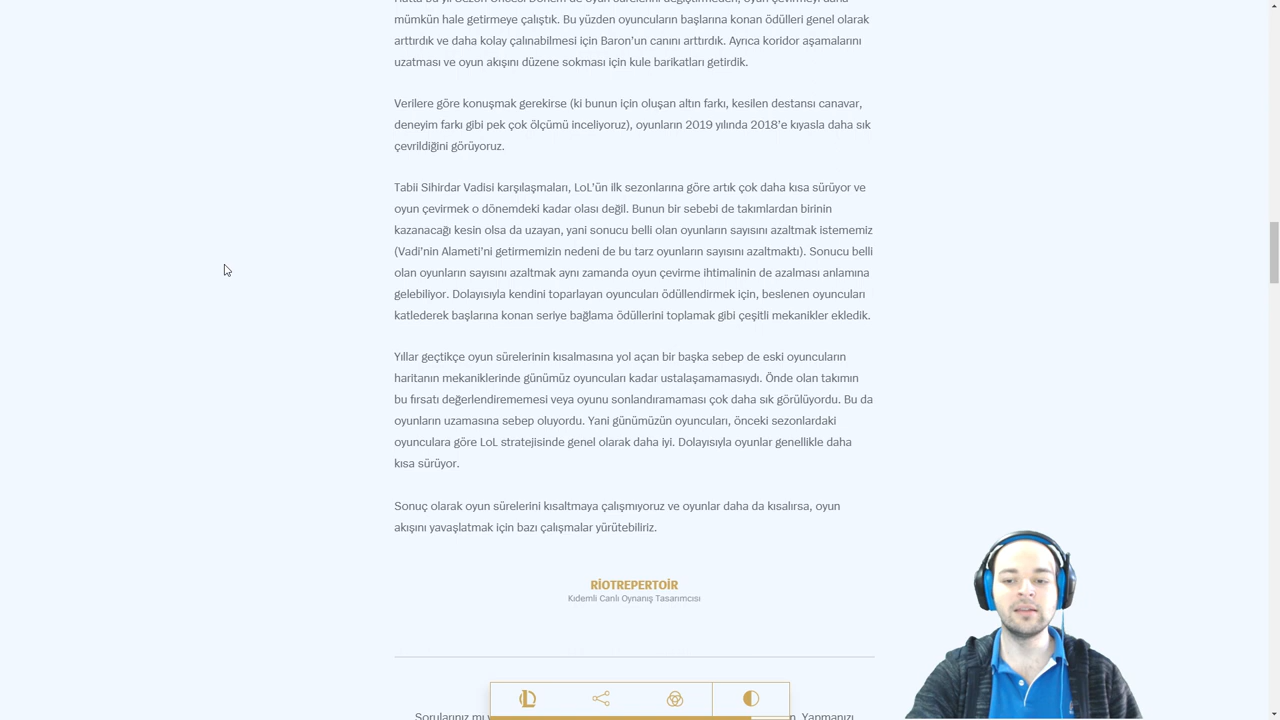 mümkün hale getirmeye çalıştık. Bu yüzden oyuncuların başlarına konan ödülleri genel olarak
arttırdık ve daha kolay çalınabilmesi için Baron'un canını arttırdık. Ayrıca koridor aşamalarını
uzatması ve oyun akışını düzene sokması için kule barikatları getirdik.
Verilere göre konuşmak gerekirse (ki bunun için oluşan altın farkı, kesilen destansı canavar,
deneyim farkı gibi pek çok ölçümü inceliyoruz), oyunların 2019 yılında 2018'e kıyasla daha sık
çevrildiğini görüyoruz.
Tabii Sihirdar Vadisi karşılaşmaları, LoL'ün ilk sezonlarına göre artık çok daha kısa sürüyor ve
oyun çevirmek o dönemdeki kadar olası değil. Bunun bir sebebi de takımlardan birinin
kazanacağı kesin olsa da uzayan, yani sonucu belli olan oyunların sayısını azaltmak istememiz
(Vadi'nin Alameti'ni getirmemizin nedeni de bu tarz oyunların sayısını azaltmaktı). Sonucu belli
olan oyunların sayısını azaltmak aynı zamanda oyun çevirme ihtimalinin de azalması anlamına
gelebiliyor. Dolayısıyla kendini toparlayan oyuncuları ödüllendirmek için, beslenen oyuncuları
katlederek başlarına konan seriye bağlama ödüllerini toplamak gibi çeşitli mekanikler ekledik.
Yıllar geçtikçe oyun sürelerinin kısalmasına yol açan bir başka sebep de eski oyuncuların
haritanın mekaniklerinde günümüz oyuncuları kadar ustalaşamamasıydı. Önde olan takımın
bu fırsatı değerlendirememesi veya oyunu sonlandıramaması çok daha sık görülüyordu. Bu da
oyunların uzamasına sebep oluyordu. Yani günümüzün oyuncuları, önceki sezonlardaki
oyunculara göre LoL stratejisinde genel olarak daha iyi. Dolayısıyla oyunlar genellikle daha
kısa sürüyor.
Sonuç olarak oyun sürelerini kısaltmaya çalışmıyoruz ve oyunlar daha da kısalırsa, oyun
akışını yavaşlatmak için bazı çalışmalar yürütebiliriz.
RİOTREPERTOİR
Kıdemli Canlı Oynanış Tasarımcısı
Sorularınız mı
Yapmanızı